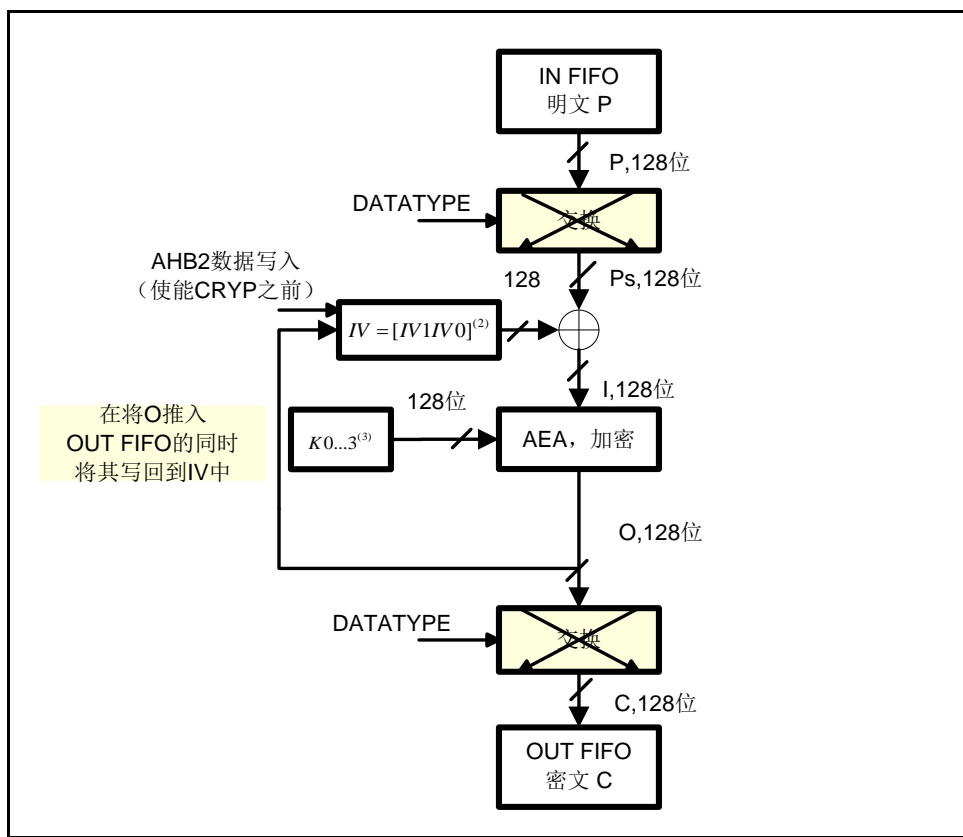 IN FIFO
明文 P
P,128位
DATATYPE
交换
AHB2数据写入
（使能CRYP之前）
128
Ps,128位
IV = [IV1IV0]⁽²⁾
I,128位
在将O推入
OUT FIFO的同时
将其写回到IV中
128位
K0...3⁽³⁾
AEA，加密
O,128位
DATATYPE
交换
C,128位
OUT FIFO
密文 C